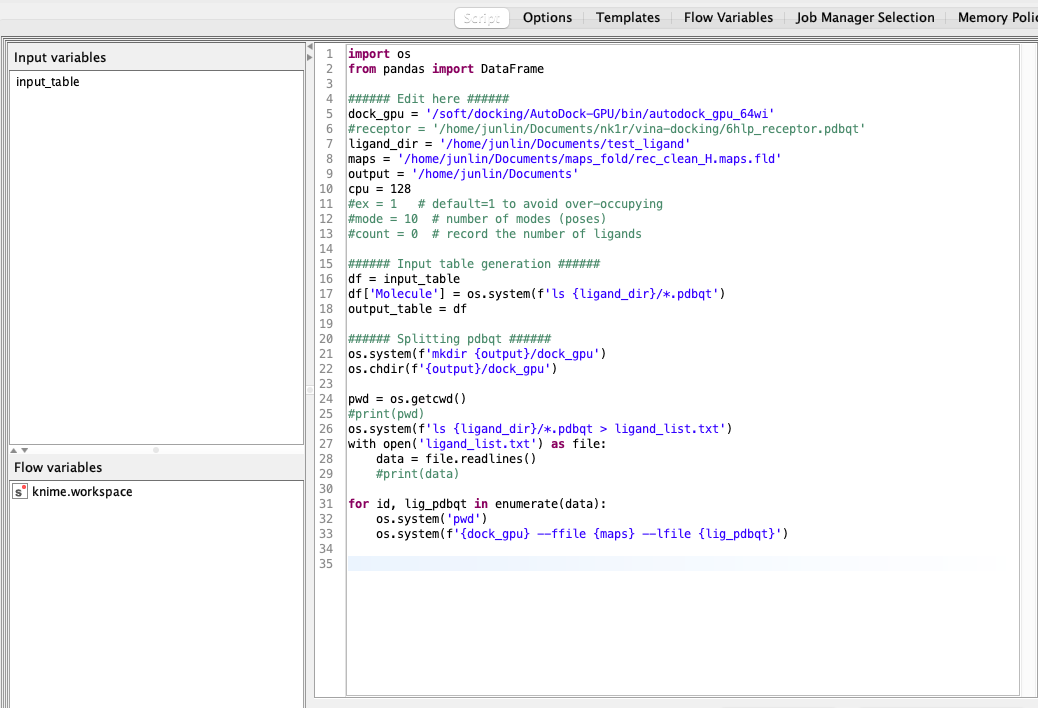 Script Options Templates Flow Variables Job Manager Selection Memory Polic
Input variables
input_table
Flow variables
s knime.workspace
1 import os
2 from pandas import DataFrame
3
4 ###### Edit here ######
5 dock_gpu = '/soft/docking/AutoDock-GPU/bin/autodock_gpu_64wi'
6 #receptor = '/home/junlin/Documents/nk1r/vina-docking/6hlp_receptor.pdbqt'
7 ligand_dir = '/home/junlin/Documents/test_ligand'
8 maps = '/home/junlin/Documents/maps_fold/rec_clean_H.maps.fld'
9 output = '/home/junlin/Documents'
10 cpu = 128
11 #ex = 1   # default=1 to avoid over-occupying
12 #mode = 10  # number of modes (poses)
13 #count = 0  # record the number of ligands
14
15 ###### Input table generation ######
16 df = input_table
17 df['Molecule'] = os.system(f'ls {ligand_dir}/*.pdbqt')
18 output_table = df
19
20 ###### Splitting pdbqt ######
21 os.system(f'mkdir {output}/dock_gpu')
22 os.chdir(f'{output}/dock_gpu')
23
24 pwd = os.getcwd()
25 #print(pwd)
26 os.system(f'ls {ligand_dir}/*.pdbqt > ligand_list.txt')
27 with open('ligand_list.txt') as file:
28     data = file.readlines()
29     #print(data)
30
31 for id, lig_pdbqt in enumerate(data):
32     os.system('pwd')
33     os.system(f'{dock_gpu} --ffile {maps} --lfile {lig_pdbqt}')
34
35